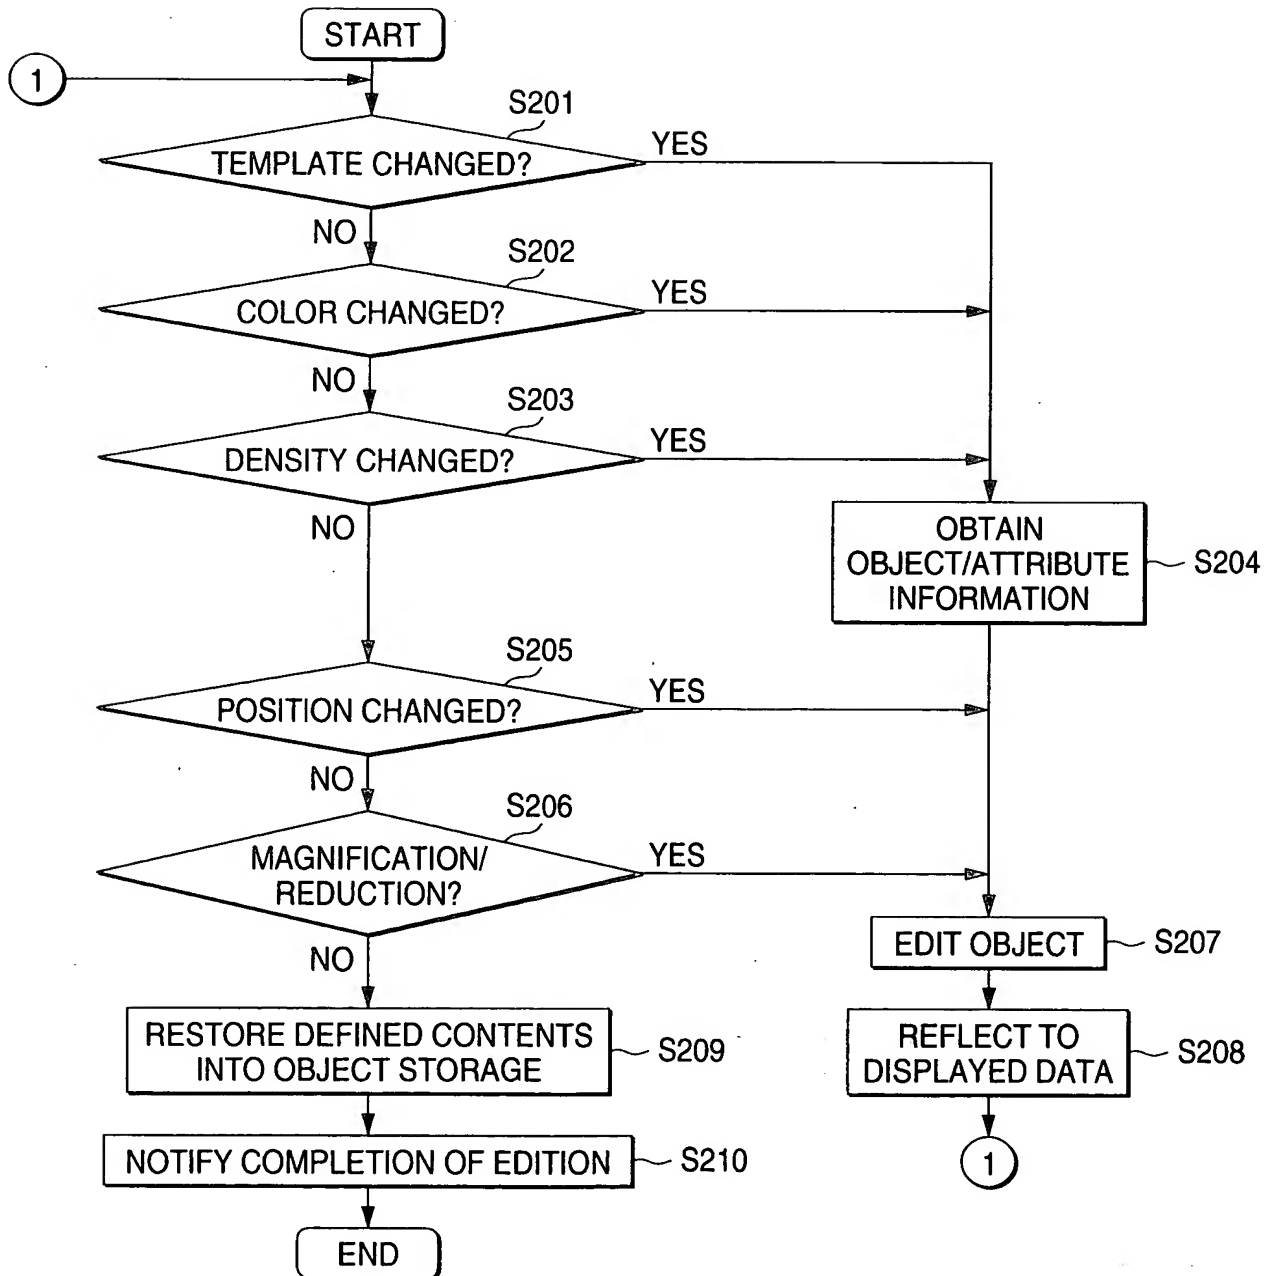 START
1
S201
TEMPLATE CHANGED?
YES
NO
S202
COLOR CHANGED?
YES
NO
S203
DENSITY CHANGED?
YES
NO
OBTAIN
OBJECT/ATTRIBUTE
INFORMATION
S204
S205
POSITION CHANGED?
YES
NO
S206
MAGNIFICATION/
REDUCTION?
YES
NO
EDIT OBJECT
S207
RESTORE DEFINED CONTENTS
INTO OBJECT STORAGE
S209
REFLECT TO
DISPLAYED DATA
S208
NOTIFY COMPLETION OF EDITION
S210
1
END